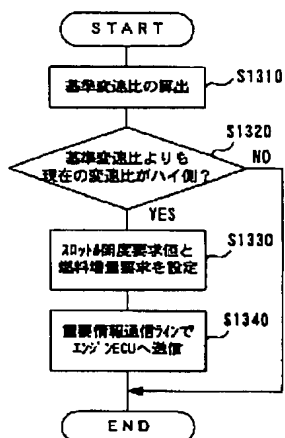 START
基準変速比の算出
S1310
基準変速比よりも
現在の変速比がハイ側?
S1320
NO
YES
スロットル開度要求値と
燃料増量要求を設定
S1330
重要情報通信ラインで
エンジンECUへ送信
S1340
END